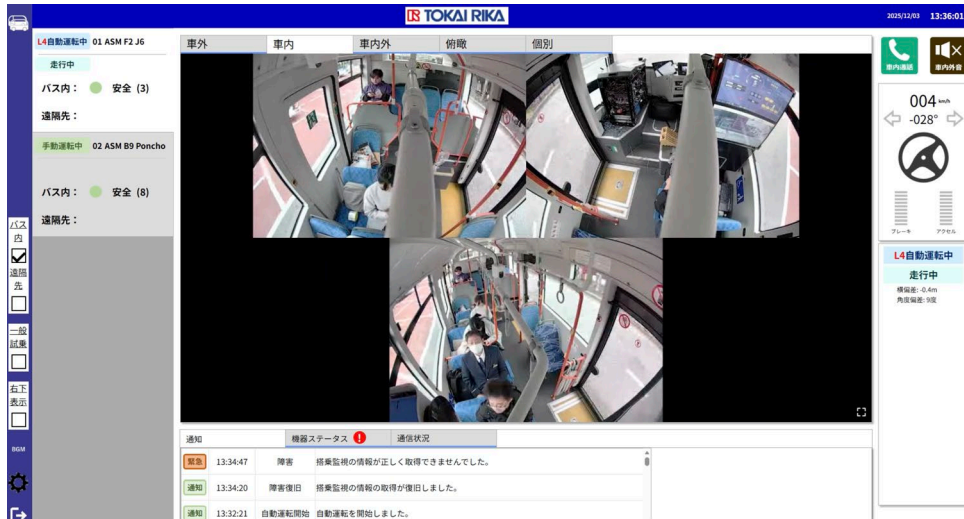 TOKAI RIKA
2025/12/03 13:36:01
L4自動運転中 01 ASM F2 J6
走行中
バス内： 安全 (3)
遠隔先：
手動運転中 02 ASM B9 Poncho
バス内： 安全 (8)
遠隔先：
バス
内
遠隔
先
一般
試乗
右下
表示
BGM
車外 車内 車内外 俯瞰 個別
車内通話 車内外音
004 km/h
-028°
ブレーキ アクセル
L4自動運転中
走行中
横偏差: -0.4m
角度偏差: 9度
通知 機器ステータス 通信状況
緊急 13:34:47 障害 搭乗監視の情報が正しく取得できませんでした。
通知 13:34:20 障害復旧 搭乗監視の情報の取得が復旧しました。
通知 13:32:21 自動運転開始 自動運転を開始しました。